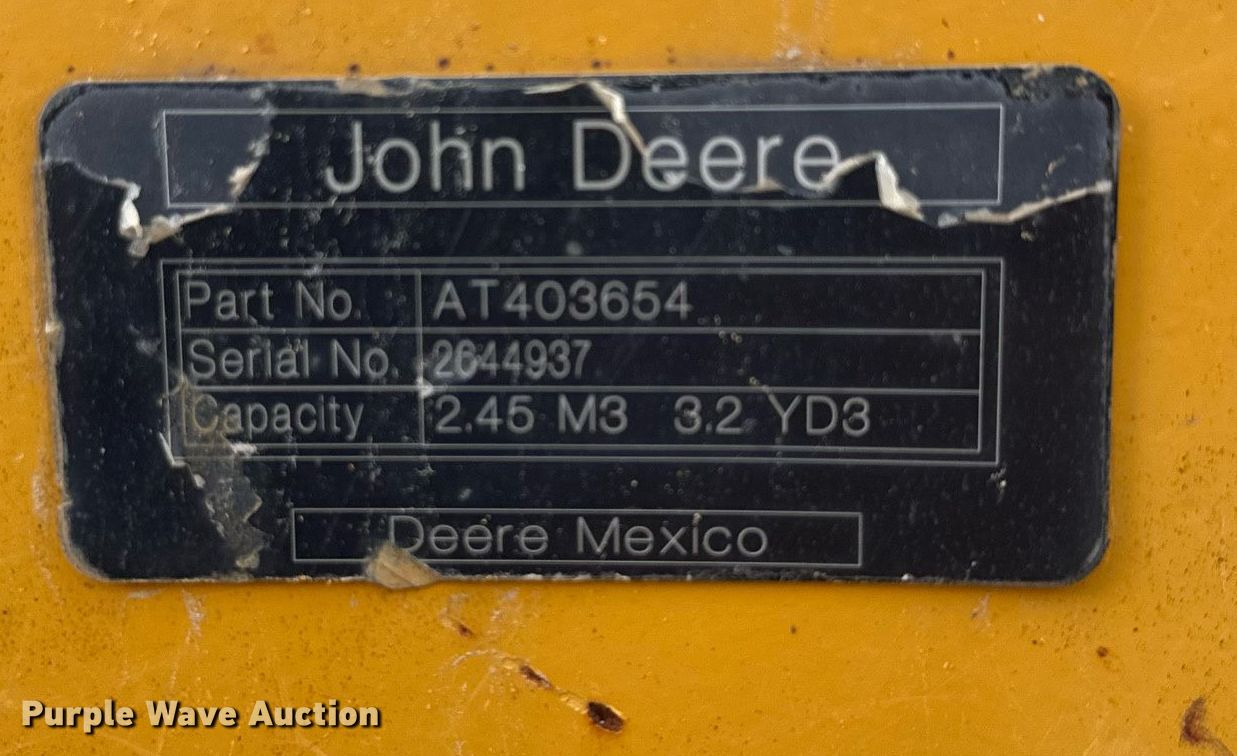 John Deere
Part No. AT403654
Serial No. 2644937
Capacity 2.45 M3 3.2 YD3
Deere Mexico
Purple Wave Auction